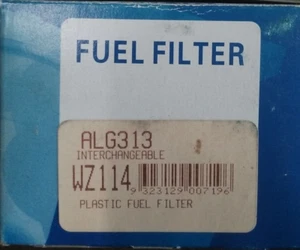 FUEL FILTER
ALG313
INTERCHANGEABLE
WZ114
9 323129 007196
PLASTIC FUEL FILTER